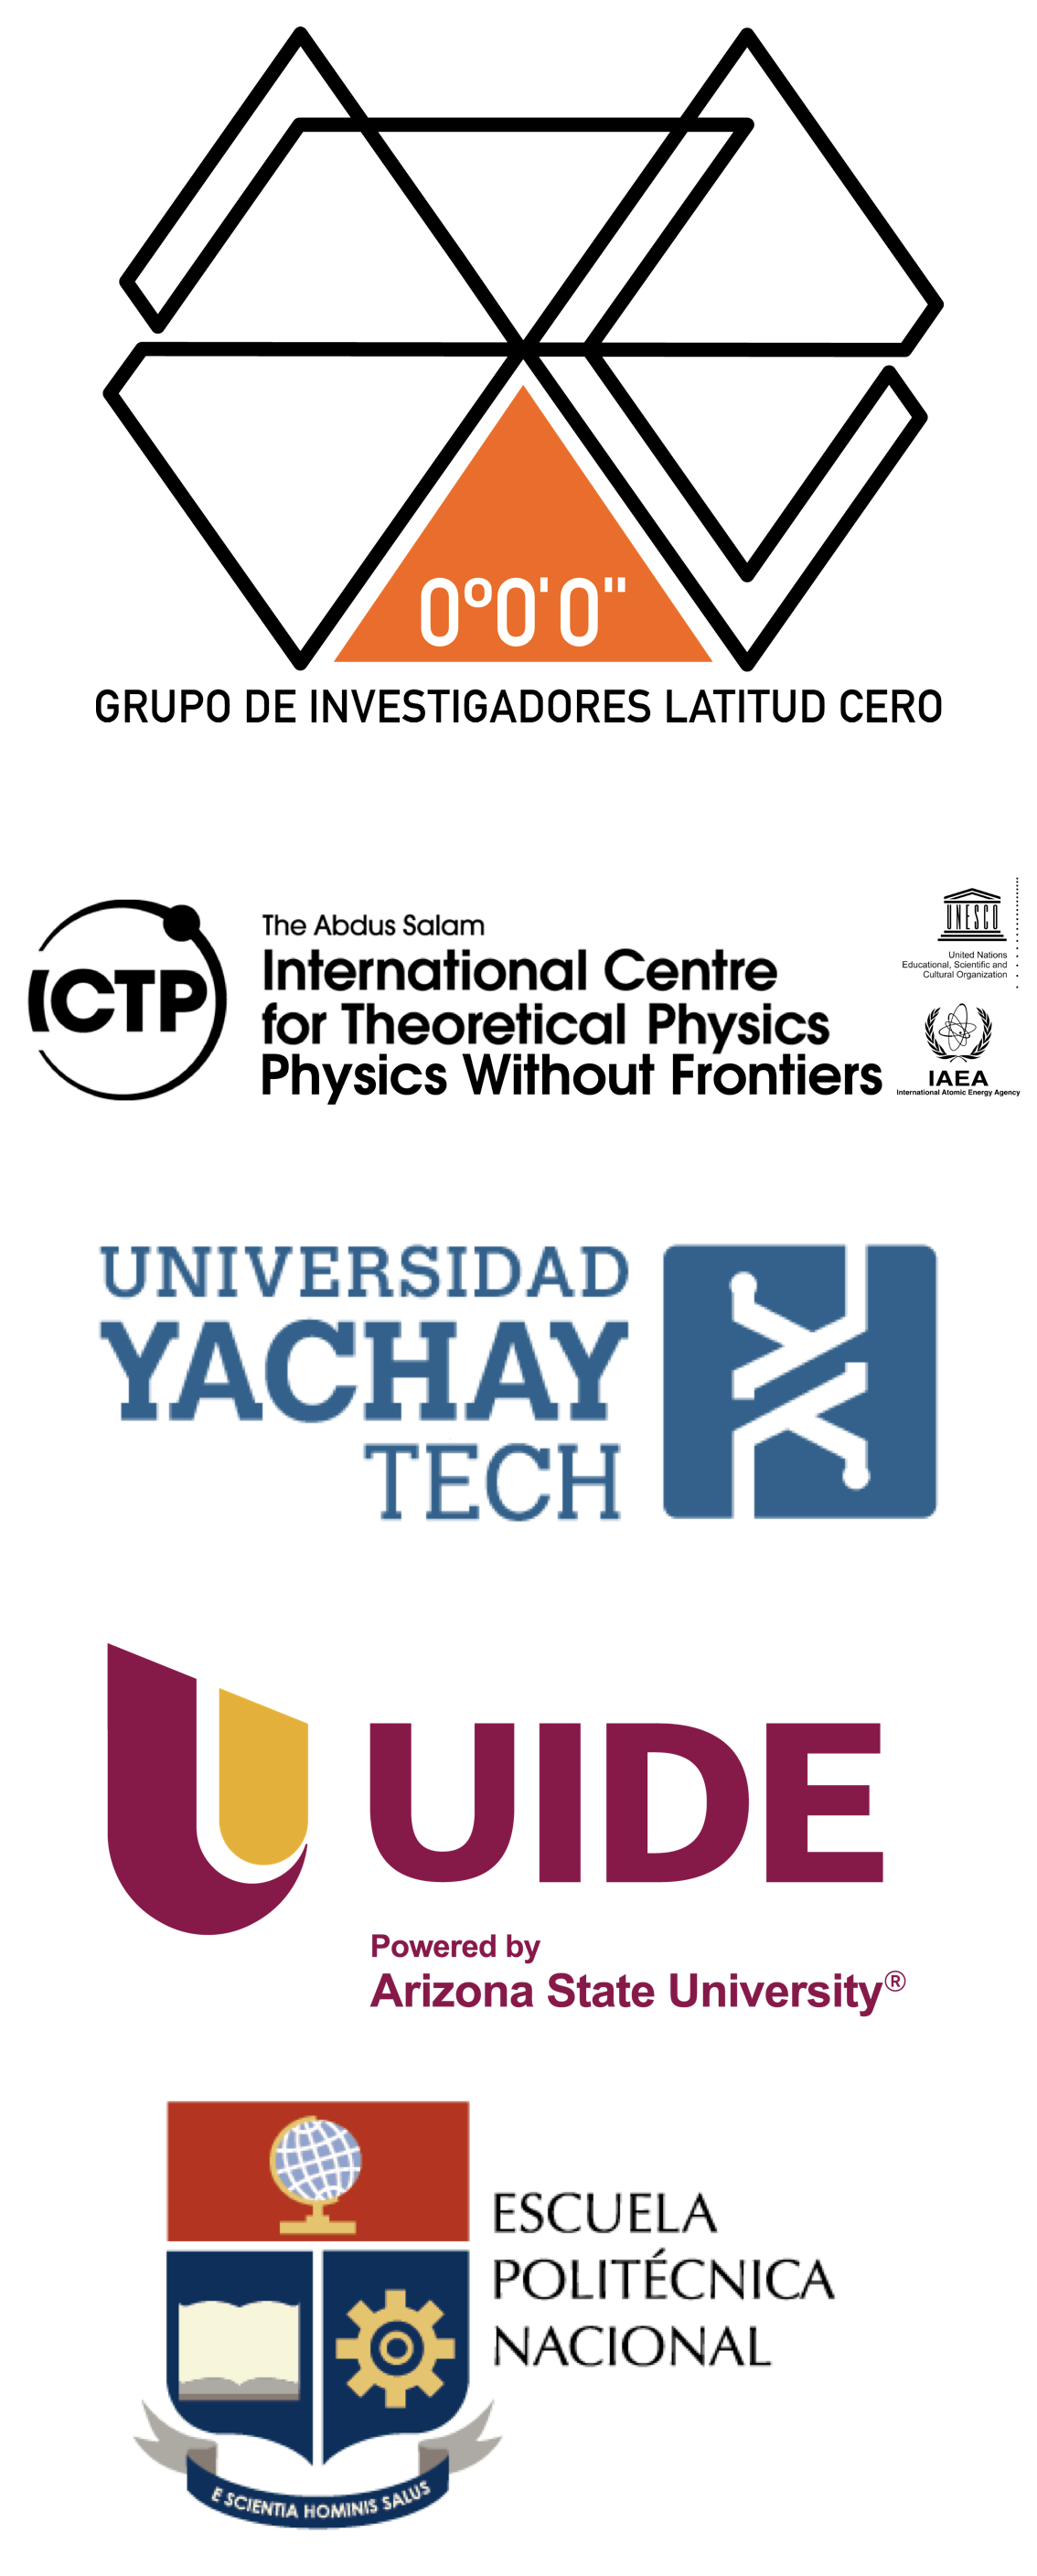 0º0'0"
GRUPO DE INVESTIGADORES LATITUD CERO
ICTP
The Abdus Salam
International Centre
for Theoretical Physics
Physics Without Frontiers
UNESCO
United Nations
Educational, Scientific and
Cultural Organization
IAEA
International Atomic Energy Agency
UNIVERSIDAD
YACHAY
TECH
UIDE
Powered by
Arizona State University®
ESCUELA
POLITÉCNICA
NACIONAL
E SCIENTIA HOMINIS SALUS